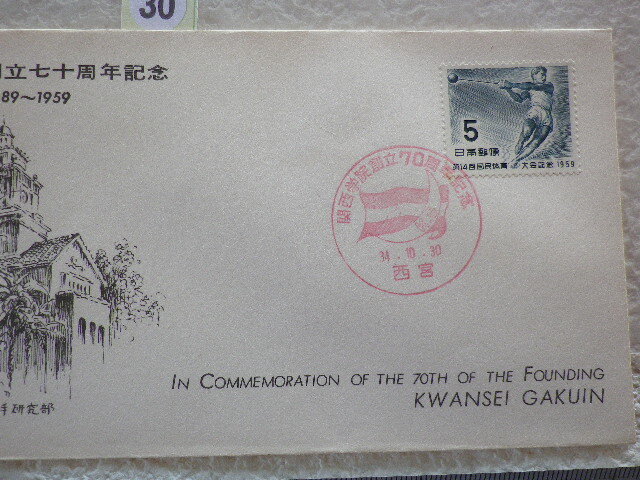 30
立七十周年記念
89~1959
5
日本郵便
第14回国民体育大会記念 1959
関西学院創立70周年記念
34.10.30
西宮
IN COMMEMORATION OF THE 70TH OF THE FOUNDING
KWANSEI GAKUIN
研究部